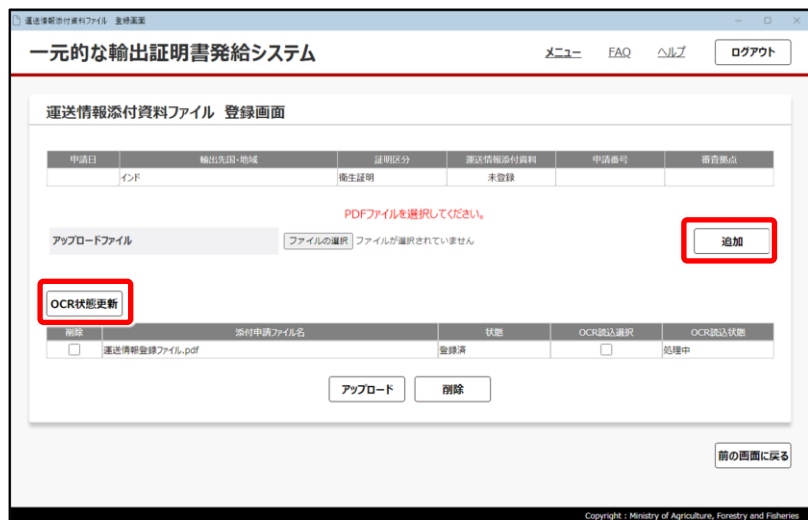 運送情報添付資料ファイル 登録画面
一元的な輸出証明書発給システム メニュー FAQ ヘルプ ログアウト
運送情報添付資料ファイル 登録画面
申請日 輸出先国・地域 証明区分 運送情報添付資料 申請番号 審査拠点
インド 衛生証明 未登録
PDFファイルを選択してください。
アップロードファイル ファイルの選択 ファイルが選択されていません 追加
OCR状態更新
削除 添付申請ファイル名 状態 OCR読込選択 OCR読込状態
運送情報登録ファイル.pdf 登録済 処理中
アップロード 削除
前の画面に戻る
Copyright : Ministry of Agriculture, Forestry and Fisheries